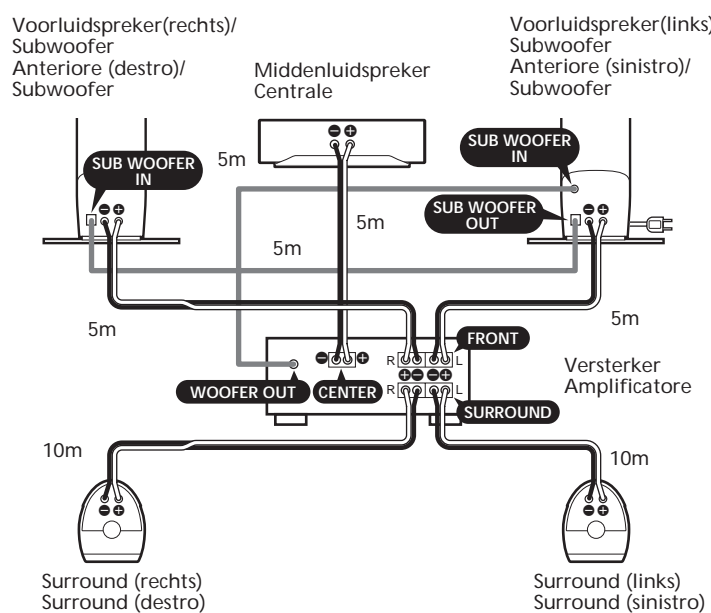 Voorluidspreker(rechts)/
Subwoofer
Anteriore (destro)/
Subwoofer
Middenluidspreker
Centrale
Voorluidspreker(links)
Subwoofer
Anteriore (sinistro)/
Subwoofer
SUB WOOFER
IN
5m
SUB WOOFER
IN
SUB WOOFER
OUT
5m
5m
5m
5m
FRONT
R
L
WOOFER OUT
CENTER
R
L
SURROUND
Versterker
Amplificatore
10m
10m
Surround (rechts)
Surround (destro)
Surround (links)
Surround (sinistro)